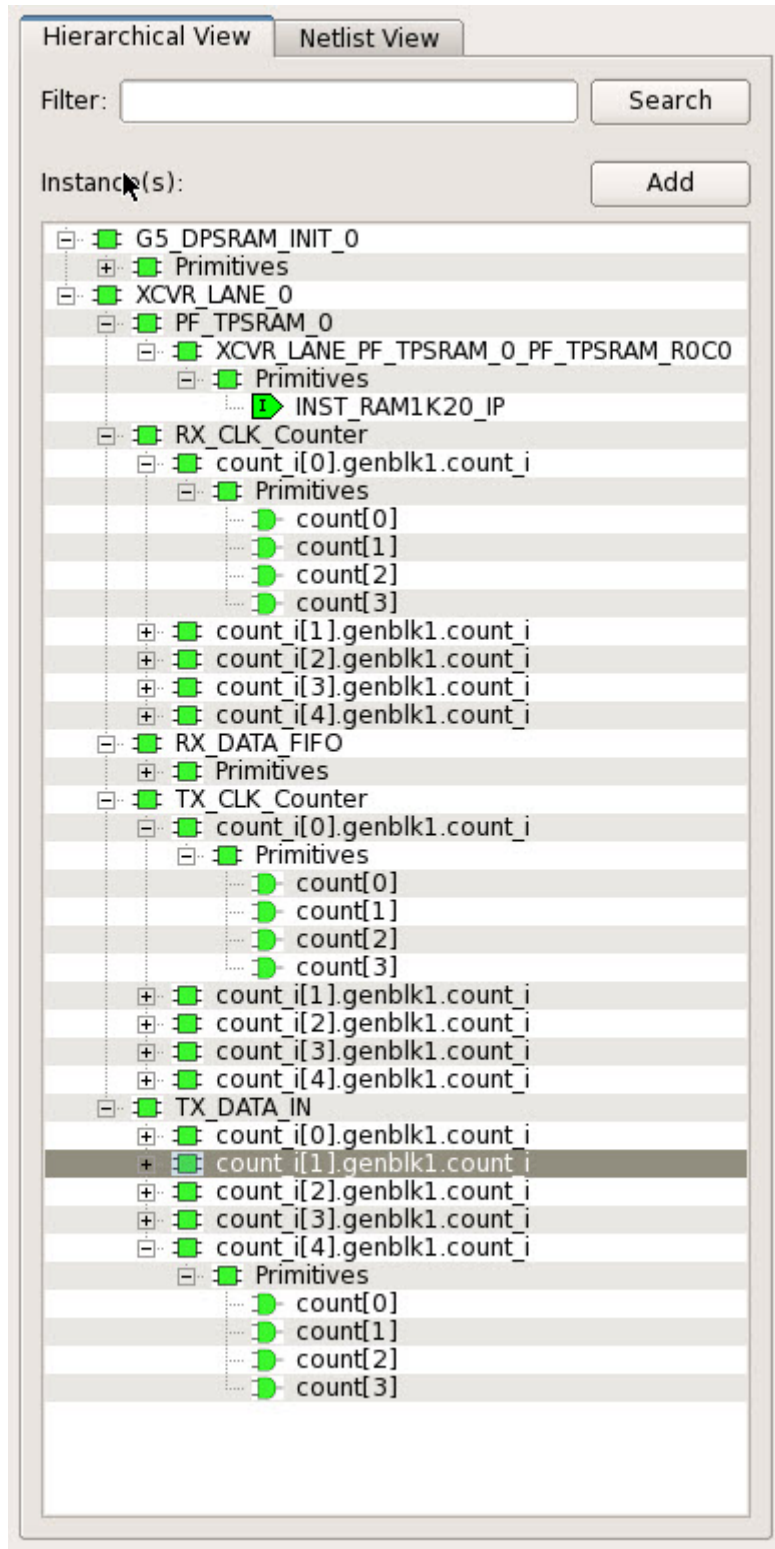 Hierarchical View Netlist View
Filter: Search
Instance(s): Add
G5_DPSRAM_INIT_0
Primitives
XCVR_LANE_0
PF_TPSRAM_0
XCVR_LANE_PF_TPSRAM_0_PF_TPSRAM_R0C0
Primitives
I INST_RAM1K20_IP
RX_CLK_Counter
count_i[0].genblk1.count_i
Primitives
count[0]
count[1]
count[2]
count[3]
count_i[1].genblk1.count_i
count_i[2].genblk1.count_i
count_i[3].genblk1.count_i
count_i[4].genblk1.count_i
RX_DATA_FIFO
Primitives
TX_CLK_Counter
count_i[0].genblk1.count_i
Primitives
count[0]
count[1]
count[2]
count[3]
count_i[1].genblk1.count_i
count_i[2].genblk1.count_i
count_i[3].genblk1.count_i
count_i[4].genblk1.count_i
TX_DATA_IN
count_i[0].genblk1.count_i
count_i[1].genblk1.count_i
count_i[2].genblk1.count_i
count_i[3].genblk1.count_i
count_i[4].genblk1.count_i
Primitives
count[0]
count[1]
count[2]
count[3]